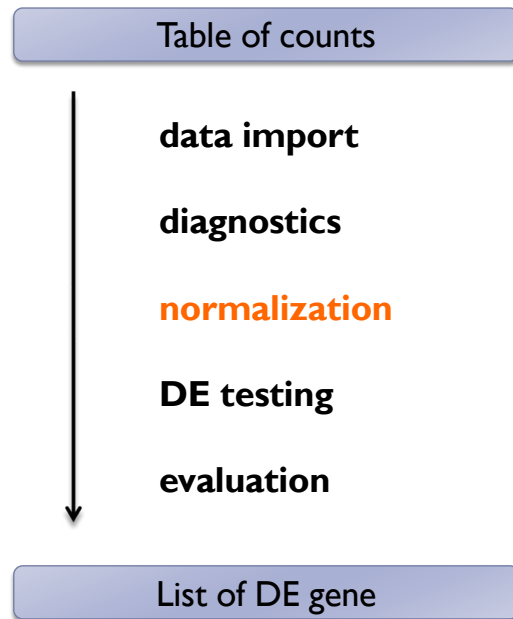 Table of counts
data import
diagnostics
normalization
DE testing
evaluation
List of DE gene